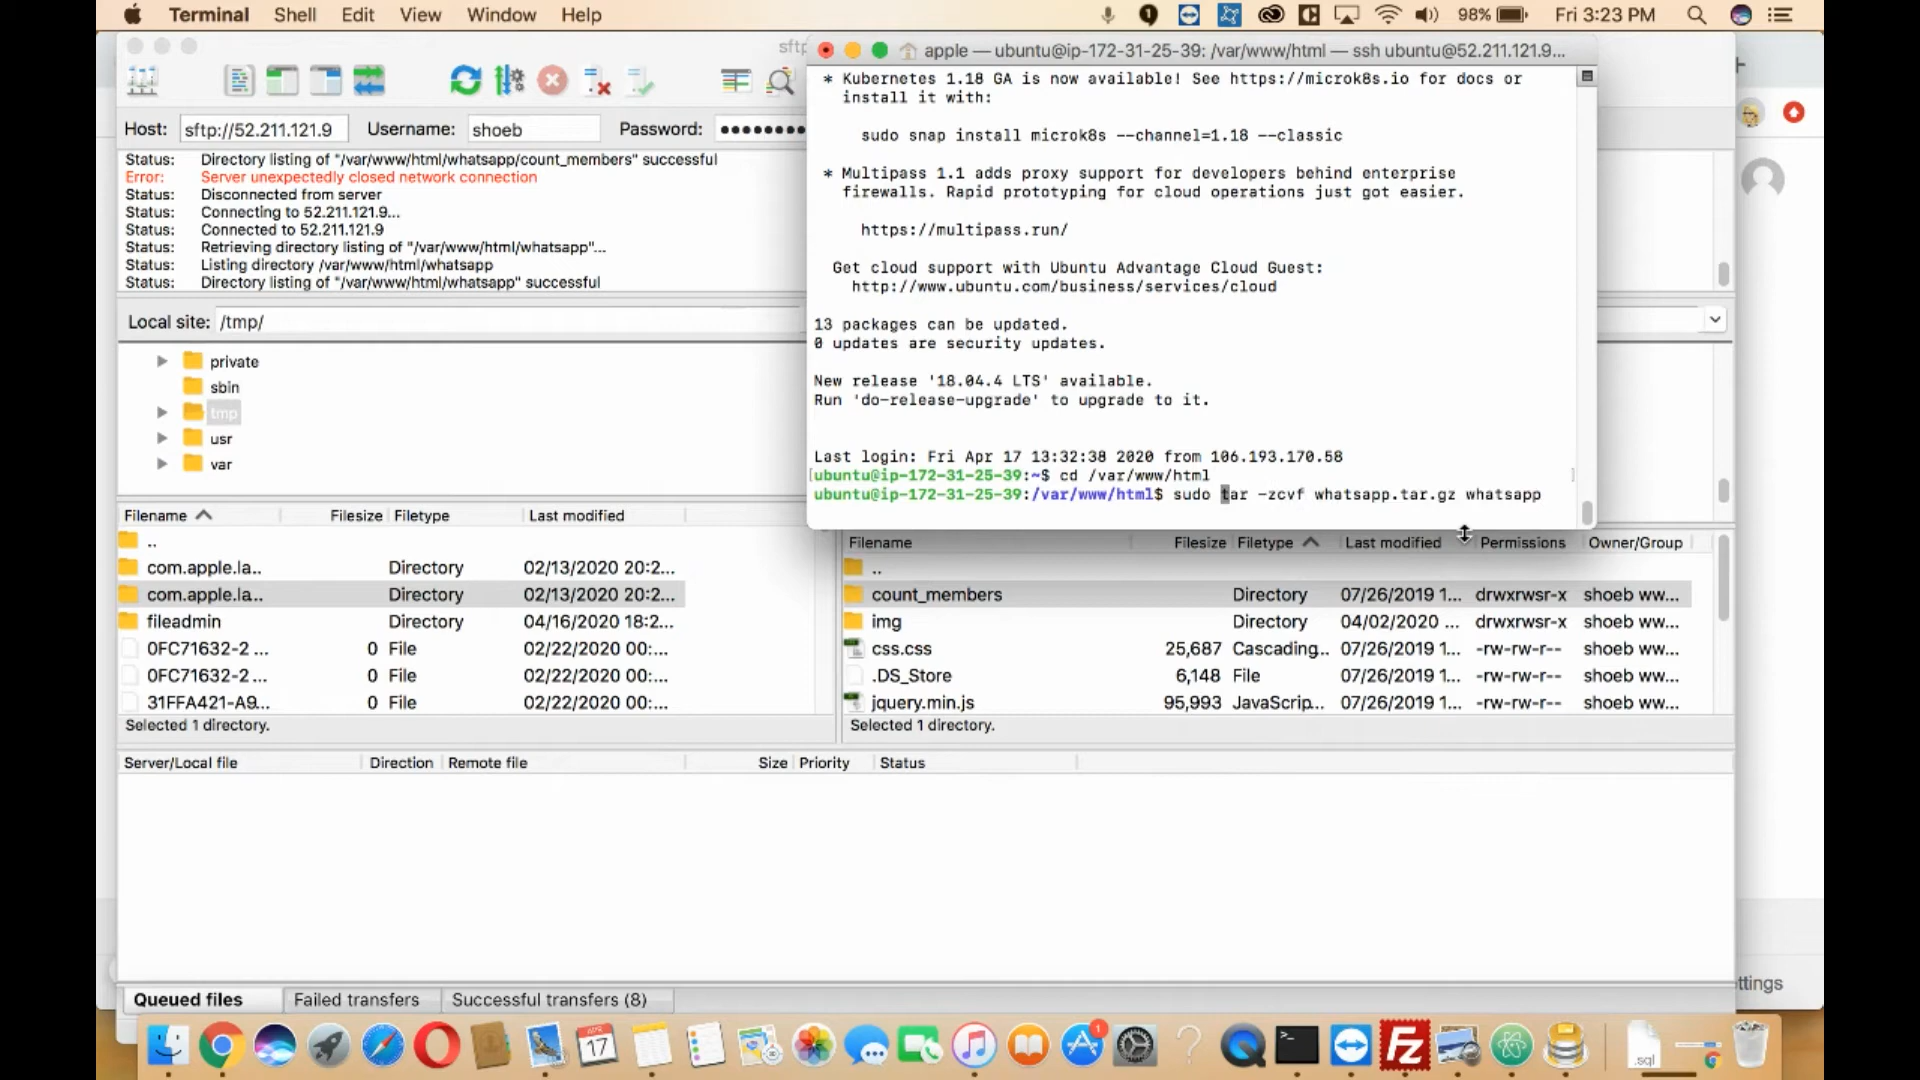 Terminal Shell Edit View Window Help 98% Fri 3:23 PM
sftp
apple — ubuntu@ip-172-31-25-39: /var/www/html — ssh ubuntu@52.211.121.9...
Host: sftp://52.211.121.9 Username: shoeb Password: ●●●●●●●●
Status: Directory listing of "/var/www/html/whatsapp/count_members" successful
Error: Server unexpectedly closed network connection
Status: Disconnected from server
Status: Connecting to 52.211.121.9...
Status: Connected to 52.211.121.9
Status: Retrieving directory listing of "/var/www/html/whatsapp"...
Status: Listing directory /var/www/html/whatsapp
Status: Directory listing of "/var/www/html/whatsapp" successful
Local site: /tmp/
private
sbin
tmp
usr
var
* Kubernetes 1.18 GA is now available! See https://microk8s.io for docs or
install it with:
sudo snap install microk8s --channel=1.18 --classic
* Multipass 1.1 adds proxy support for developers behind enterprise
firewalls. Rapid prototyping for cloud operations just got easier.
https://multipass.run/
Get cloud support with Ubuntu Advantage Cloud Guest:
http://www.ubuntu.com/business/services/cloud
13 packages can be updated.
0 updates are security updates.
New release '18.04.4 LTS' available.
Run 'do-release-upgrade' to upgrade to it.
Last login: Fri Apr 17 13:32:38 2020 from 106.193.170.58
[ubuntu@ip-172-31-25-39:~$ cd /var/www/html ]
ubuntu@ip-172-31-25-39:/var/www/html$ sudo tar -zcvf whatsapp.tar.gz whatsapp
Filename Filesize Filetype Last modified
..
com.apple.la... Directory 02/13/2020 20:2...
com.apple.la... Directory 02/13/2020 20:2...
fileadmin Directory 04/16/2020 18:2...
0FC71632-2 ... 0 File 02/22/2020 00:...
0FC71632-2 ... 0 File 02/22/2020 00:...
31FFA421-A9... 0 File 02/22/2020 00:...
Selected 1 directory.
Filename Filesize Filetype Last modified Permissions Owner/Group
..
count_members Directory 07/26/2019 1... drwxrwsr-x shoeb ww...
img Directory 04/02/2020 ... drwxrwsr-x shoeb ww...
css.css 25,687 Cascading... 07/26/2019 1... -rw-rw-r-- shoeb ww...
.DS_Store 6,148 File 07/26/2019 1... -rw-rw-r-- shoeb ww...
jquery.min.js 95,993 JavaScrip... 07/26/2019 1... -rw-rw-r-- shoeb ww...
Selected 1 directory.
Server/Local file Direction Remote file Size Priority Status
ttings
Queued files Failed transfers Successful transfers (8)
APR
17
1
Fz
.sql